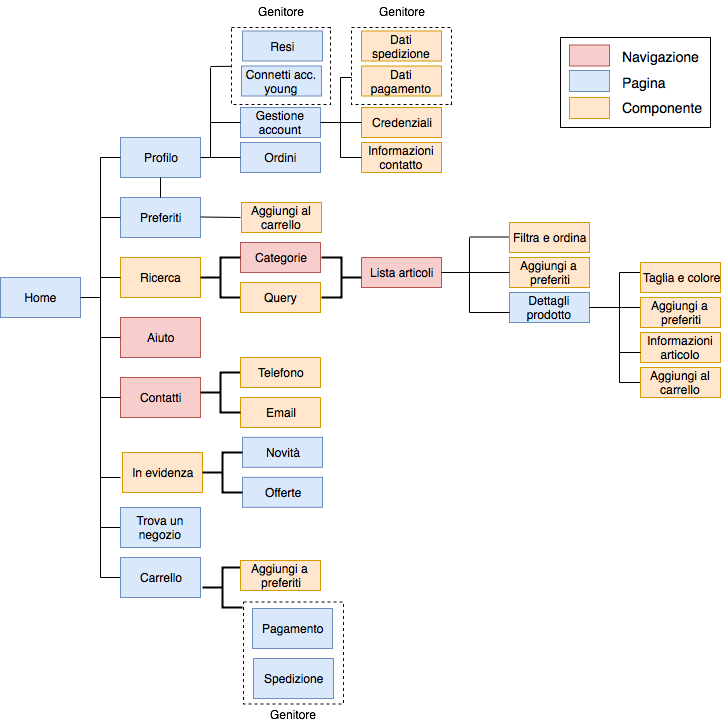 Genitore
Genitore
Resi
Connetti acc.
young
Gestione
account
Ordini
Dati
spedizione
Dati
pagamento
Credenziali
Informazioni
contatto
Navigazione
Pagina
Componente
Profilo
Preferiti
Aggiungi al
carrello
Home
Ricerca
Categorie
Query
Lista articoli
Filtra e ordina
Aggiungi a
preferiti
Dettagli
prodotto
Taglia e colore
Aggiungi a
preferiti
Informazioni
articolo
Aggiungi al
carrello
Aiuto
Contatti
Telefono
Email
In evidenza
Novità
Offerte
Trova un
negozio
Carrello
Aggiungi a
preferiti
Pagamento
Spedizione
Genitore